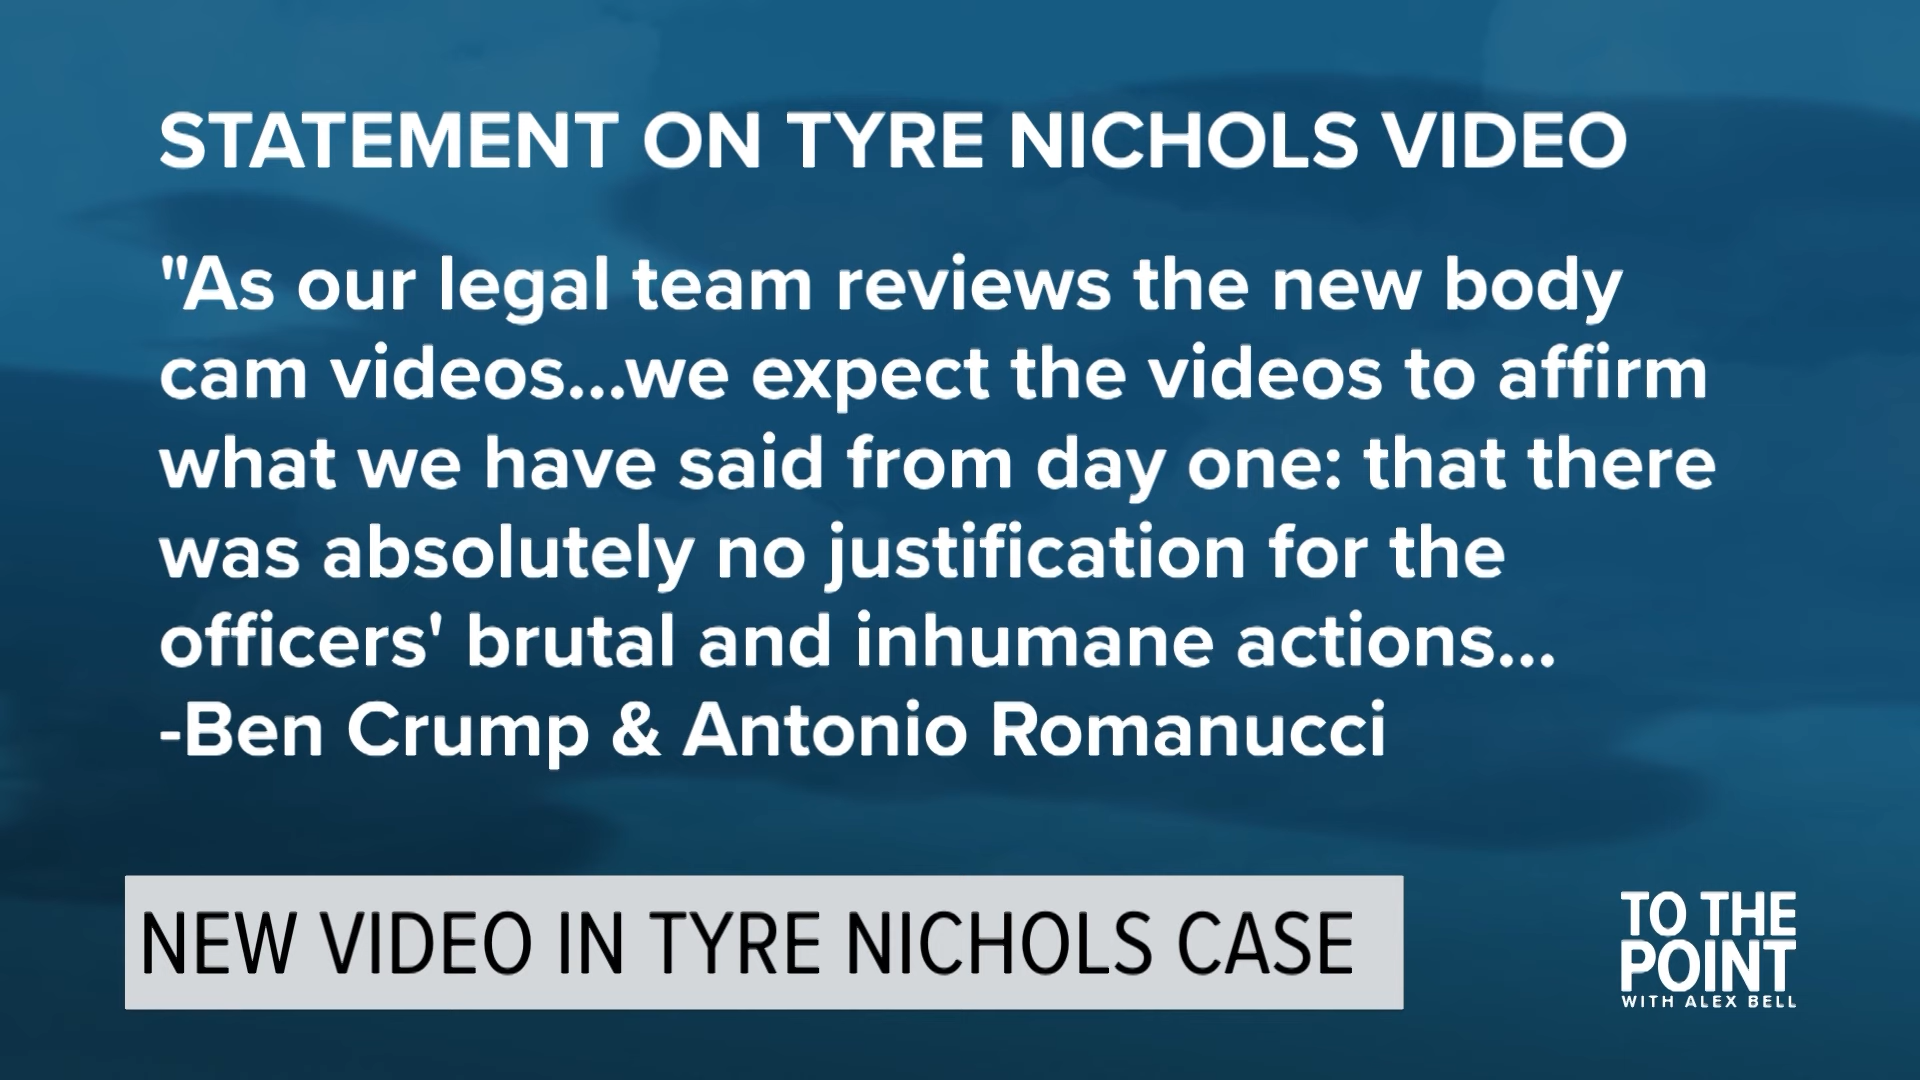 STATEMENT ON TYRE NICHOLS VIDEO
"As our legal team reviews the new body
cam videos...we expect the videos to affirm
what we have said from day one: that there
was absolutely no justification for the
officers' brutal and inhumane actions...
-Ben Crump & Antonio Romanucci
NEW VIDEO IN TYRE NICHOLS CASE
TO THE
POINT
WITH ALEX BELL